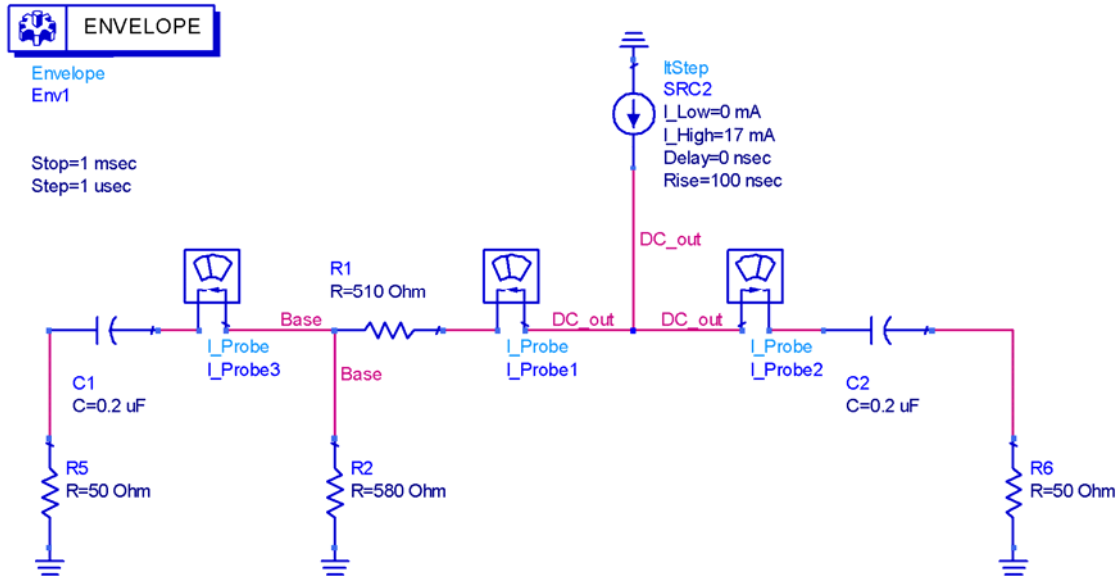 ENVELOPE
Envelope
Env1
Stop=1 msec
Step=1 usec
ItStep
SRC2
I_Low=0 mA
I_High=17 mA
Delay=0 nsec
Rise=100 nsec
DC_out
R1
R=510 Ohm
Base
DC_out
DC_out
I_Probe
I_Probe3
Base
I_Probe
I_Probe1
I_Probe
I_Probe2
C1
C=0.2 uF
C2
C=0.2 uF
R5
R=50 Ohm
R2
R=580 Ohm
R6
R=50 Ohm